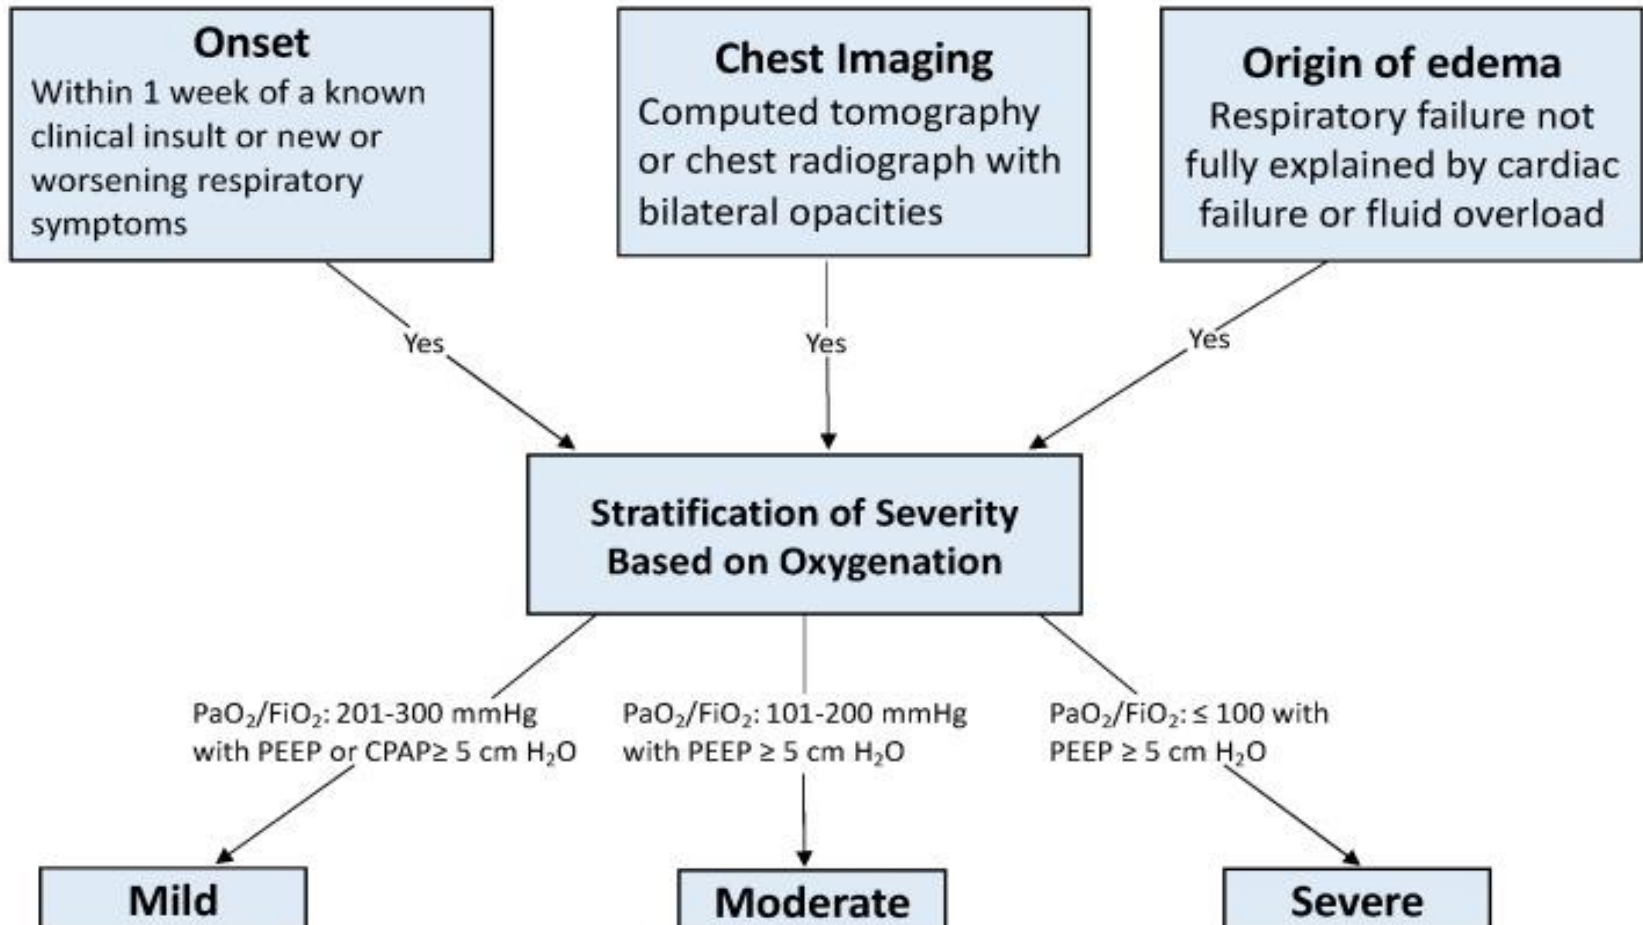 Onset
Within 1 week of a known
clinical insult or new or
worsening respiratory
symptoms
Chest Imaging
Computed tomography
or chest radiograph with
bilateral opacities
Origin of edema
Respiratory failure not
fully explained by cardiac
failure or fluid overload
Yes
Yes
Yes
Stratification of Severity
Based on Oxygenation
PaO₂/FiO₂: 201-300 mmHg
with PEEP or CPAP≥ 5 cm H₂O
PaO₂/FiO₂: 101-200 mmHg
with PEEP ≥ 5 cm H₂O
PaO₂/FiO₂: ≤ 100 with
PEEP ≥ 5 cm H₂O
Mild
Moderate
Severe